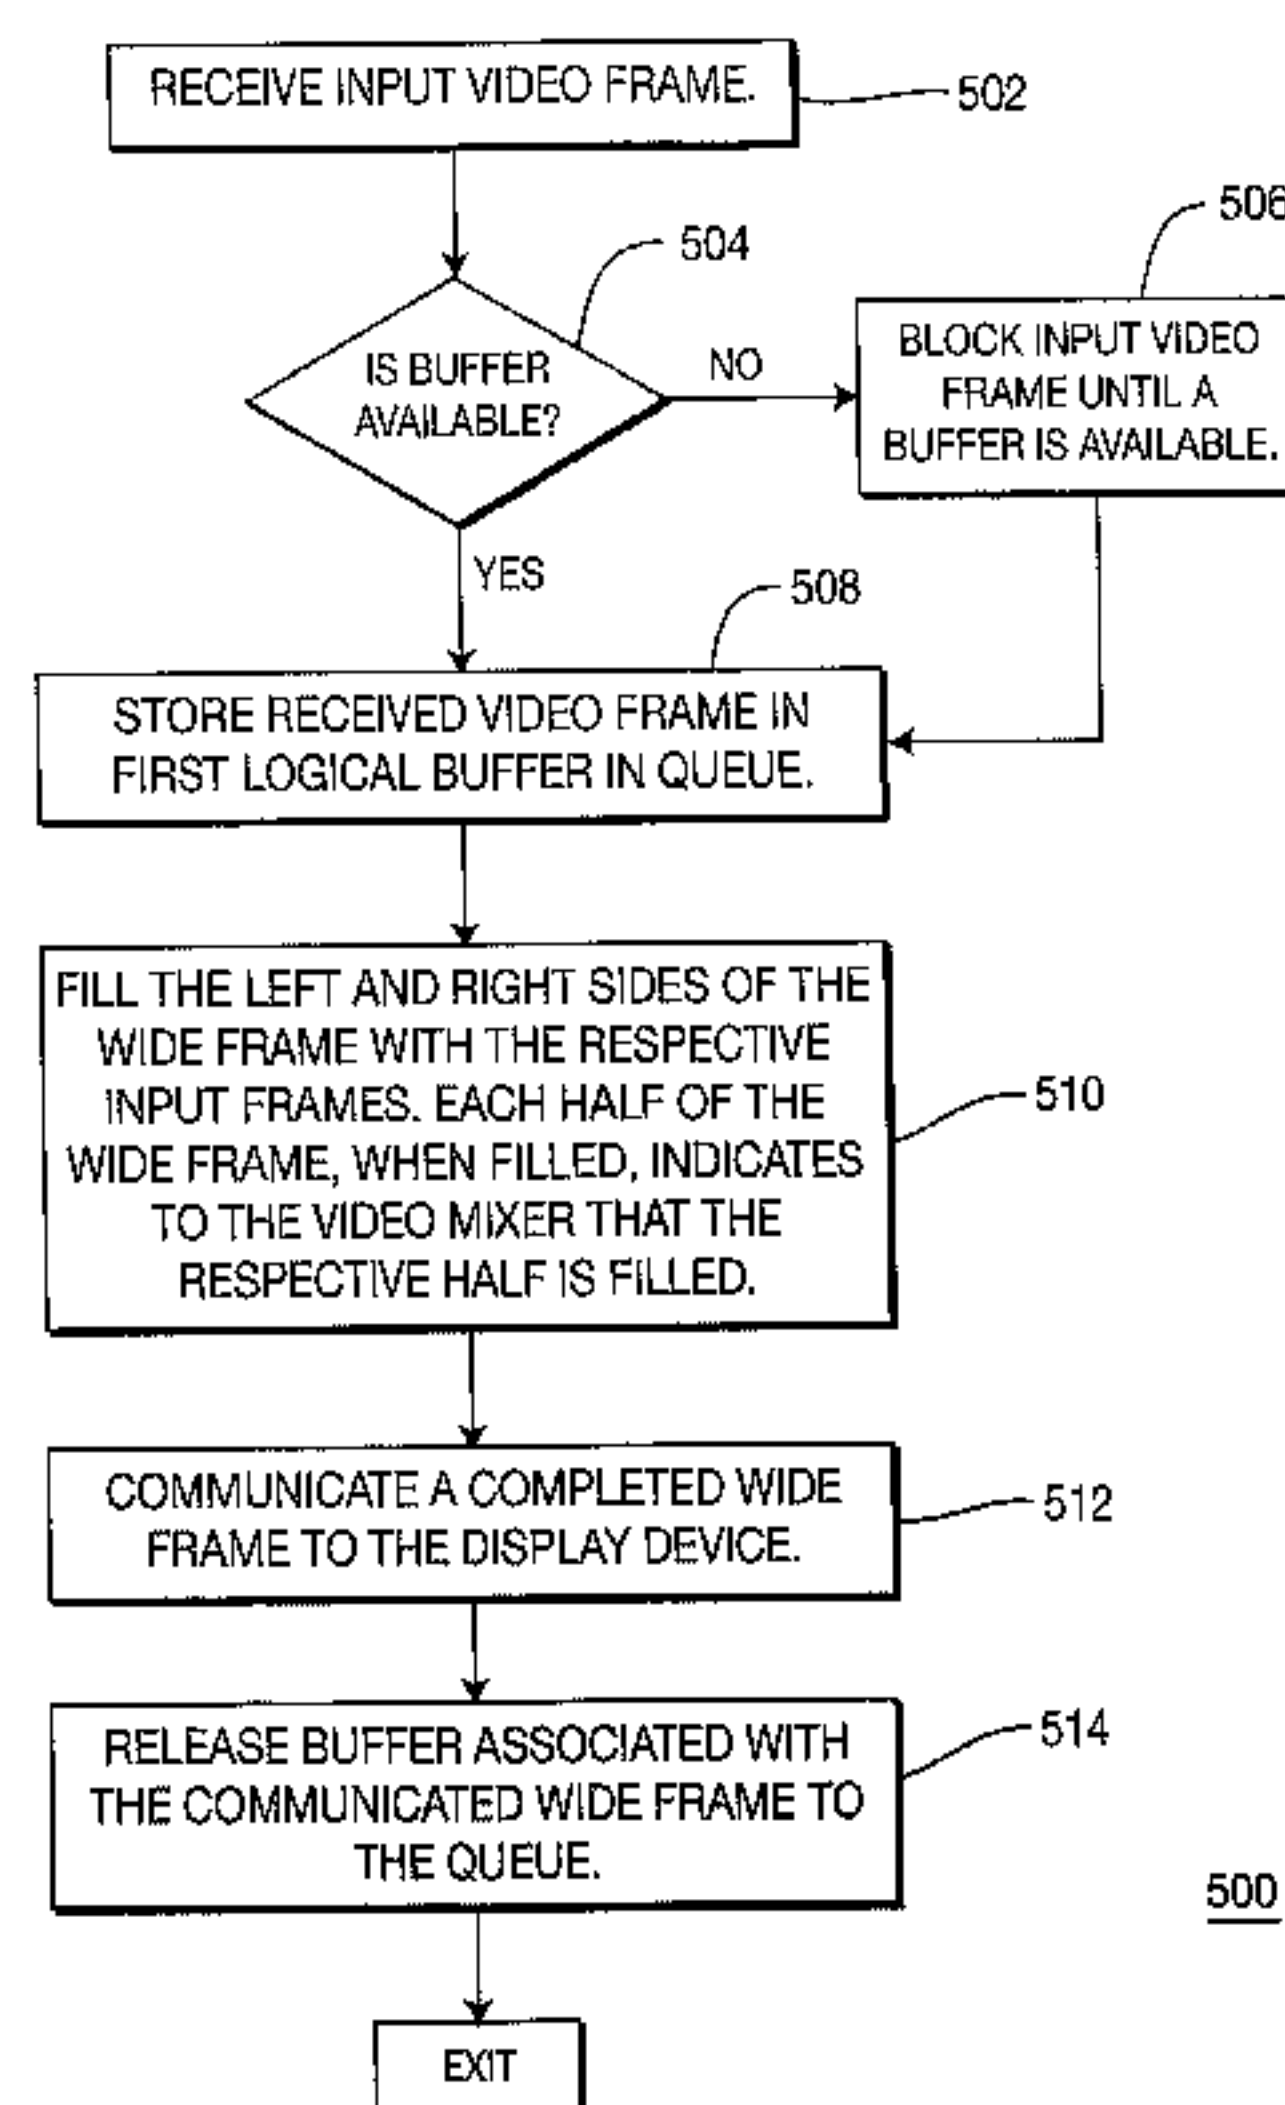 RECEIVE INPUT VIDEO FRAME.
502
504
506
IS BUFFER
AVAILABLE?
NO
BLOCK INPUT VIDEO
FRAME UNTIL A
BUFFER IS AVAILABLE.
YES
508
STORE RECEIVED VIDEO FRAME IN
FIRST LOGICAL BUFFER IN QUEUE.
FILL THE LEFT AND RIGHT SIDES OF THE
WIDE FRAME WITH THE RESPECTIVE
INPUT FRAMES. EACH HALF OF THE
WIDE FRAME, WHEN FILLED, INDICATES
TO THE VIDEO MIXER THAT THE
RESPECTIVE HALF IS FILLED.
510
COMMUNICATE A COMPLETED WIDE
FRAME TO THE DISPLAY DEVICE.
512
RELEASE BUFFER ASSOCIATED WITH
THE COMMUNICATED WIDE FRAME TO
THE QUEUE.
514
500
EXIT